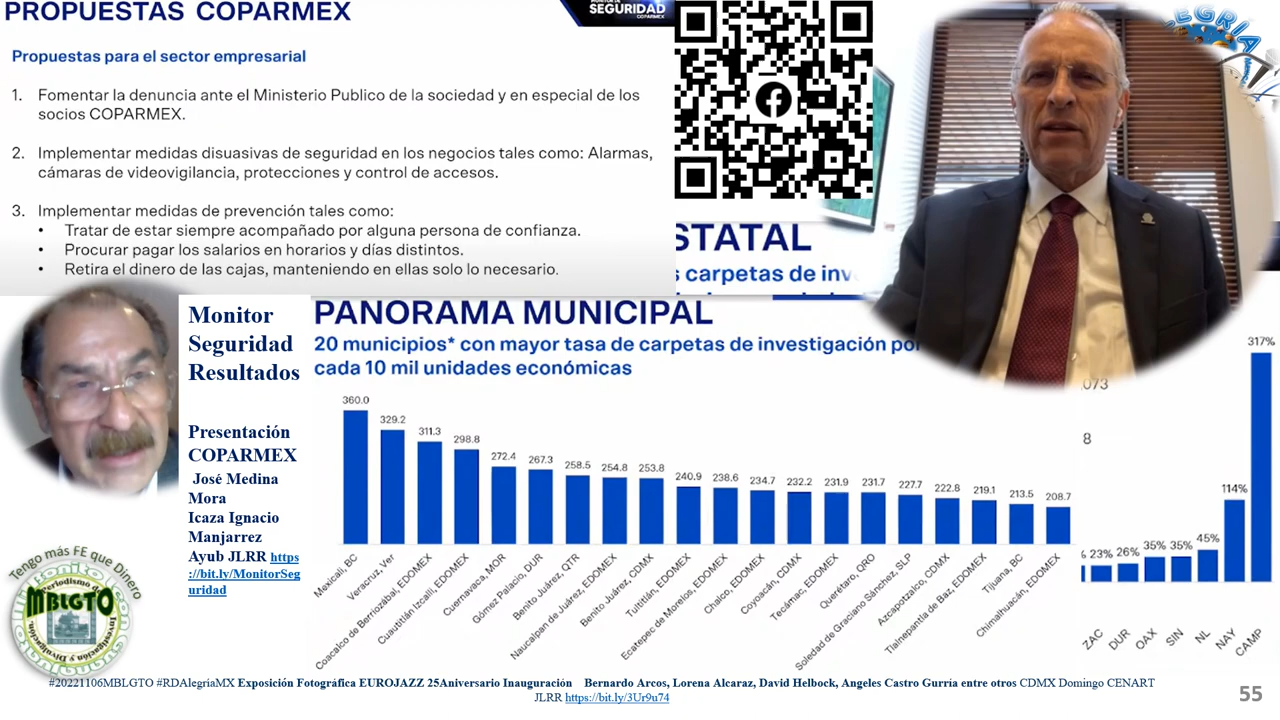 PROPUESTAS COPARMEX
SEGURIDAD
COPARMEX
Propuestas para el sector empresarial
1. Fomentar la denuncia ante el Ministerio Publico de la sociedad y en especial de los
socios COPARMEX.
2. Implementar medidas disuasivas de seguridad en los negocios tales como: Alarmas,
cámaras de videovigilancia, protecciones y control de accesos.
3. Implementar medidas de prevención tales como:
• Tratar de estar siempre acompañado por alguna persona de confianza.
• Procurar pagar los salarios en horarios y días distintos.
• Retira el dinero de las cajas, manteniendo en ellas solo lo necesario.
STATAL
s carpetas de inv
Monitor
Seguridad
Resultados
Presentación
COPARMEX
José Medina
Mora
Icaza Ignacio
Manjarrez
Ayub JLRR https
://bit.ly/MonitorSeg
uridad
PANORAMA MUNICIPAL
20 municipios* con mayor tasa de carpetas de investigación por
cada 10 mil unidades económicas
360.0
329.2
311.3
298.8
272.4
267.3
258.5
254.8
253.8
240.9
238.6
234.7
232.2
231.9
231.7
227.7
222.8
219.1
213.5
208.7
Mexicali, BC
Veracruz, Ver
Coacalco de Berriozábal, EDOMEX
Cuautitlán Izcalli, EDOMEX
Cuernavaca, MOR
Gómez Palacio, DUR
Benito Juárez, QTR
Naucalpan de Juárez, EDOMEX
Benito Juárez, CDMX
Tultitlán, EDOMEX
Ecatepec de Morelos, EDOMEX
Chalco, EDOMEX
Coyoacán, CDMX
Tecámac, EDOMEX
Querétaro, QRO
Soledad de Graciano Sánchez, SLP
Azcapotzalco, CDMX
Tlalnepantla de Baz, EDOMEX
Tijuana, BC
Chimalhuacán, EDOMEX
,073
8
% 23% 26% 35% 35% 45% 114% 317%
ZAC DUR OAX SIN NL NAY CAMP
Tengo más FE que Dinero
Periodismo de
MBLGTO
Investigación y Divulgación.
#20221106MBLGTO #RDAlegriaMX Exposición Fotográfica EUROJAZZ 25Aniversario Inauguración Bernardo Arcos, Lorena Alcaraz, David Helbock, Angeles Castro Gurría entre otros CDMX Domingo CENART
JLRR https://bit.ly/3Ur9u74
55